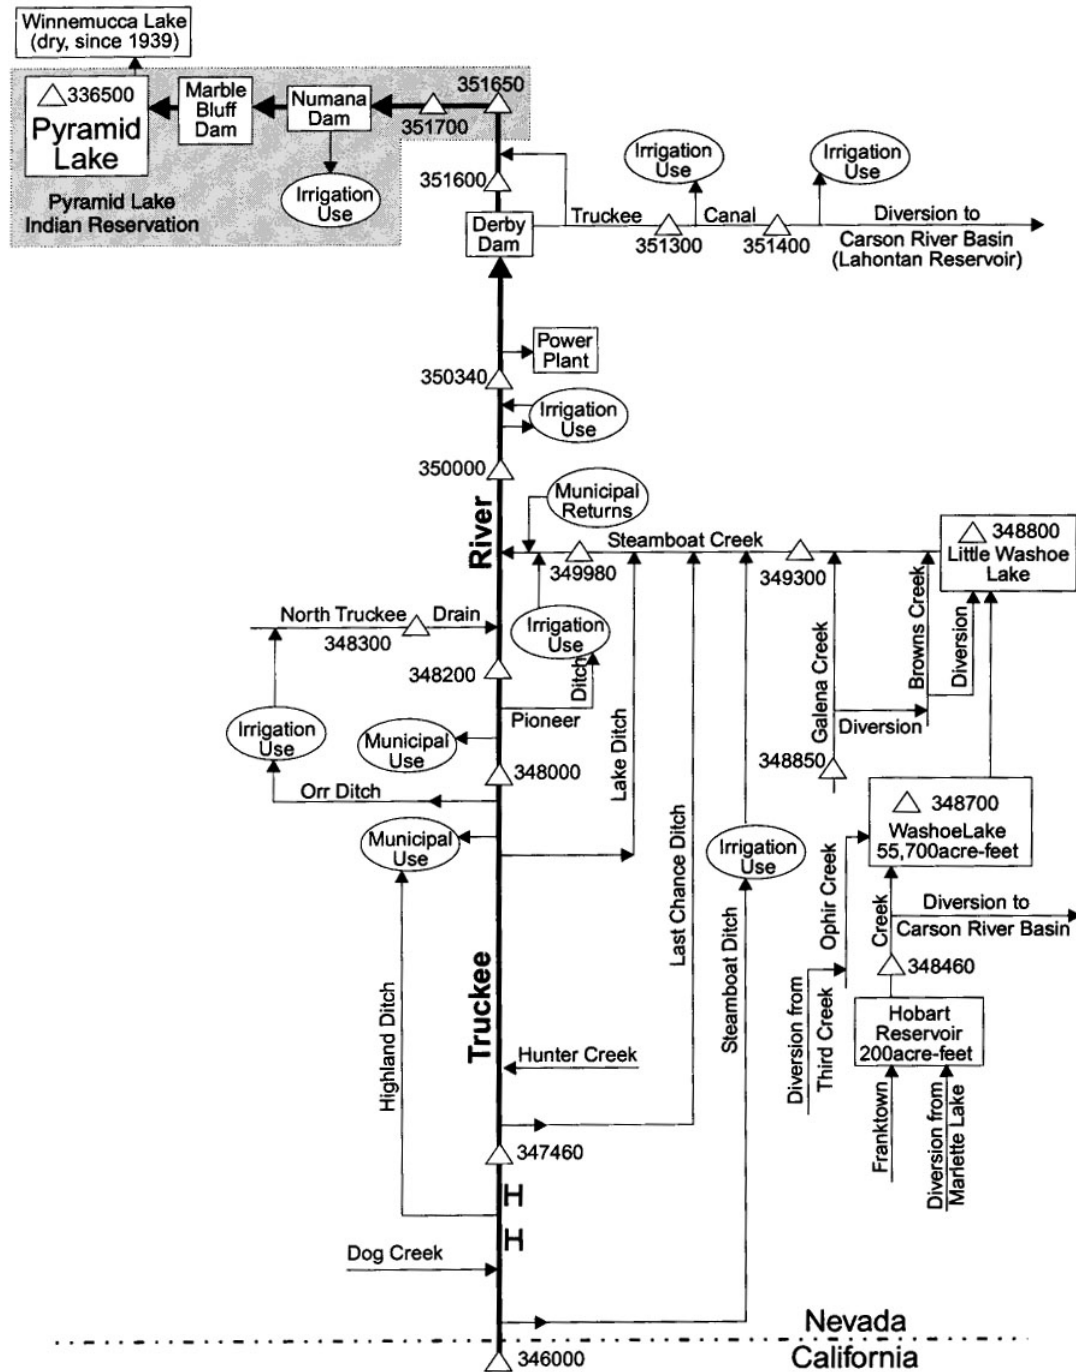 Winnemucca Lake
(dry, since 1939)
336500
Pyramid
Lake
Marble
Bluff
Dam
Numana
Dam
351650
351700
Irrigation
Use
Pyramid Lake
Indian Reservation
351600
Derby
Dam
Irrigation
Use
Irrigation
Use
Truckee
Canal
351300
351400
Diversion to
Carson River Basin
(Lahontan Reservoir)
Power
Plant
350340
Irrigation
Use
350000
Municipal
Returns
River
Steamboat Creek
349980
349300
348800
Little Washoe
Lake
North Truckee
Drain
348300
Irrigation
Use
348200
Ditch
Pioneer
Galena Creek
Browns Creek
Diversion
Diversion
Irrigation
Use
Municipal
Use
348000
Lake Ditch
348850
Orr Ditch
348700
WashoeLake
55,700acre-feet
Municipal
Use
Last Chance Ditch
Irrigation
Use
Ophir Creek
Creek
Diversion to
Carson River Basin
348460
Steamboat Ditch
Highland Ditch
Truckee
Hobart
Reservoir
200acre-feet
Hunter Creek
Diversion from
Third Creek
Franktown
Diversion from
Marlette Lake
347460
H
H
Dog Creek
Nevada
California
346000